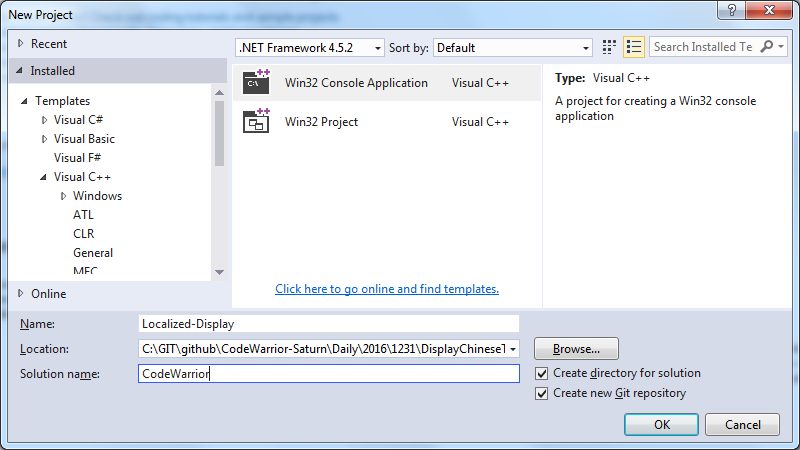 New Project
Recent
.NET Framework 4.5.2
Sort by:
Default
Search Installed Te
Installed
Templates
Visual C#
Visual Basic
Visual F#
Visual C++
Windows
ATL
CLR
General
MFC
Online
Win32 Console Application Visual C++
Win32 Project Visual C++
Click here to go online and find templates.
Type: Visual C++
A project for creating a Win32 console
application
Name: Localized-Display
Location: C:\GIT\github\CodeWarrior-Saturn\Daily\2016\1231\DisplayChineseT
Browse...
Solution name: CodeWarrior
Create directory for solution
Create new Git repository
OK
Cancel